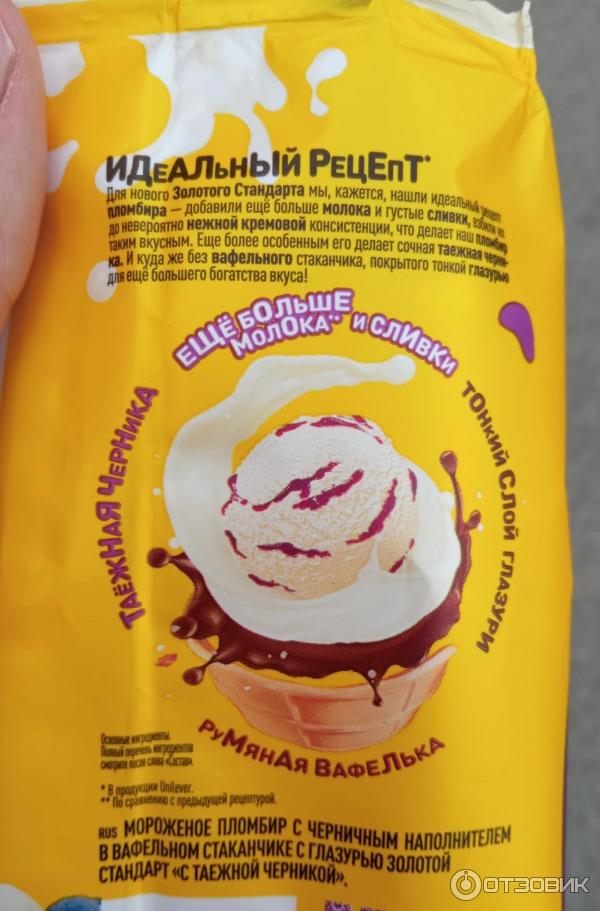 ИДЕАЛЬНЫЙ РЕЦЕПТ*
Для нового Золотого Стандарта мы, кажется, нашли идеальный рецепт
пломбира — добавили ещё больше молока и густые сливки, взбили их
до невероятно нежной кремовой консистенции, что делает наш пломбир
таким вкусным. Еще более особенным его делает сочная таежная черни-
ка. И куда же без вафельного стаканчика, покрытого тонкой глазурью
для ещё большего богатства вкуса!
ЕЩЁ БОЛЬШЕ
МОЛОКА** И СЛИВКИ
ТАЁЖНАЯ ЧЕРНИКА
ТОНКИЙ СЛОЙ ГЛАЗУРИ
РУМЯНАЯ ВАФЕЛЬКА
Основные ингредиенты.
Полный перечень ингредиентов
смотрите после слова «Состав».
* В продукции Unilever.
** По сравнению с предыдущей рецептурой.
RUS МОРОЖЕНОЕ ПЛОМБИР С ЧЕРНИЧНЫМ НАПОЛНИТЕЛЕМ
В ВАФЕЛЬНОМ СТАКАНЧИКЕ С ГЛАЗУРЬЮ ЗОЛОТОЙ
СТАНДАРТ «С ТАЕЖНОЙ ЧЕРНИКОЙ».
ОТЗОВИК